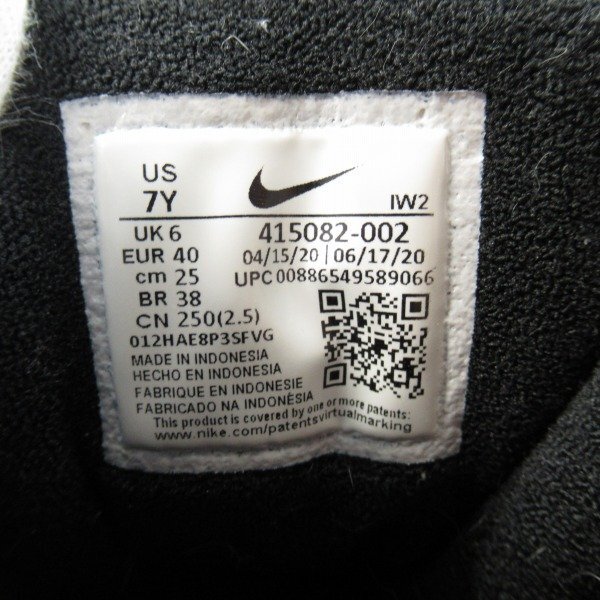 US
7Y
IW2
UK 6
415082-002
EUR 40
04/15/20 | 06/17/20
cm 25
UPC 00886549589066
BR 38
CN 250(2.5)
012HAE8P3SFVG
MADE IN INDONESIA
HECHO EN INDONESIA
FABRIQUE EN INDONESIE
FABRICADO NA INDONÈSIA
This product is covered by one or more patents:
www.nike.com/patentsvirtualmarking